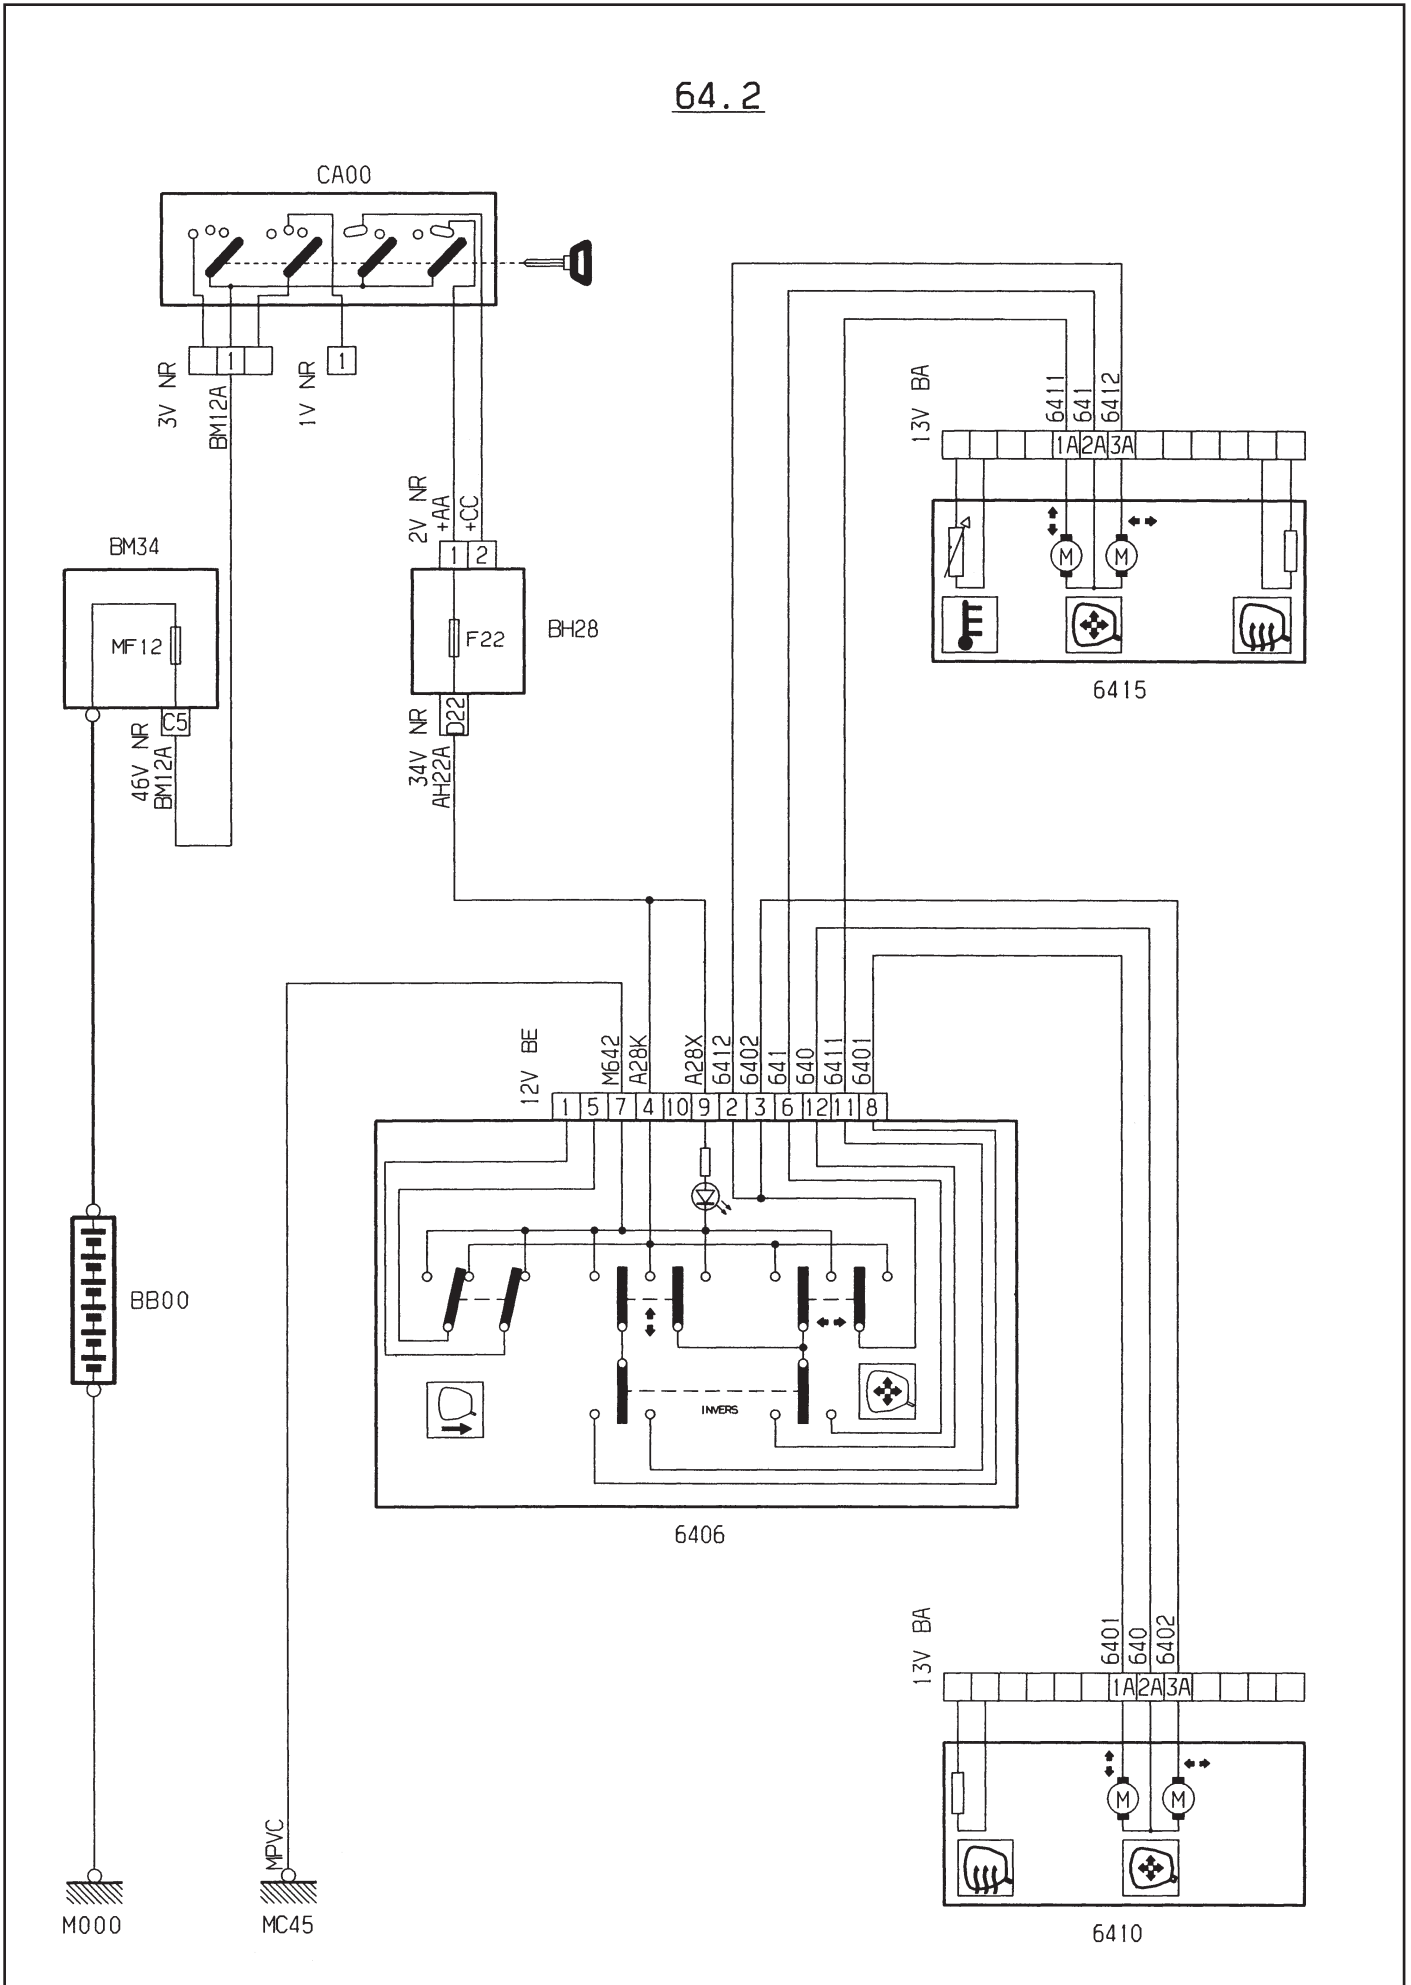 64.2
CA00
3V NR
1
BM12A
1V NR
1
2V NR
+AA
+CC
1 2
F22
BH28
D22
34V NR
AH22A
BM34
MF12
C5
46V NR
BM12A
13V BA
6411
641
6412
1A 2A 3A
M M
6415
12V BE
M642
A28K
A28X
6412
6402
641
640
6411
6401
1 5 7 4 10 9 2 3 6 12 11 8
INVERS
6406
BB00
13V BA
6401
640
6402
1A 2A 3A
M M
6410
MPVC
M000
MC45